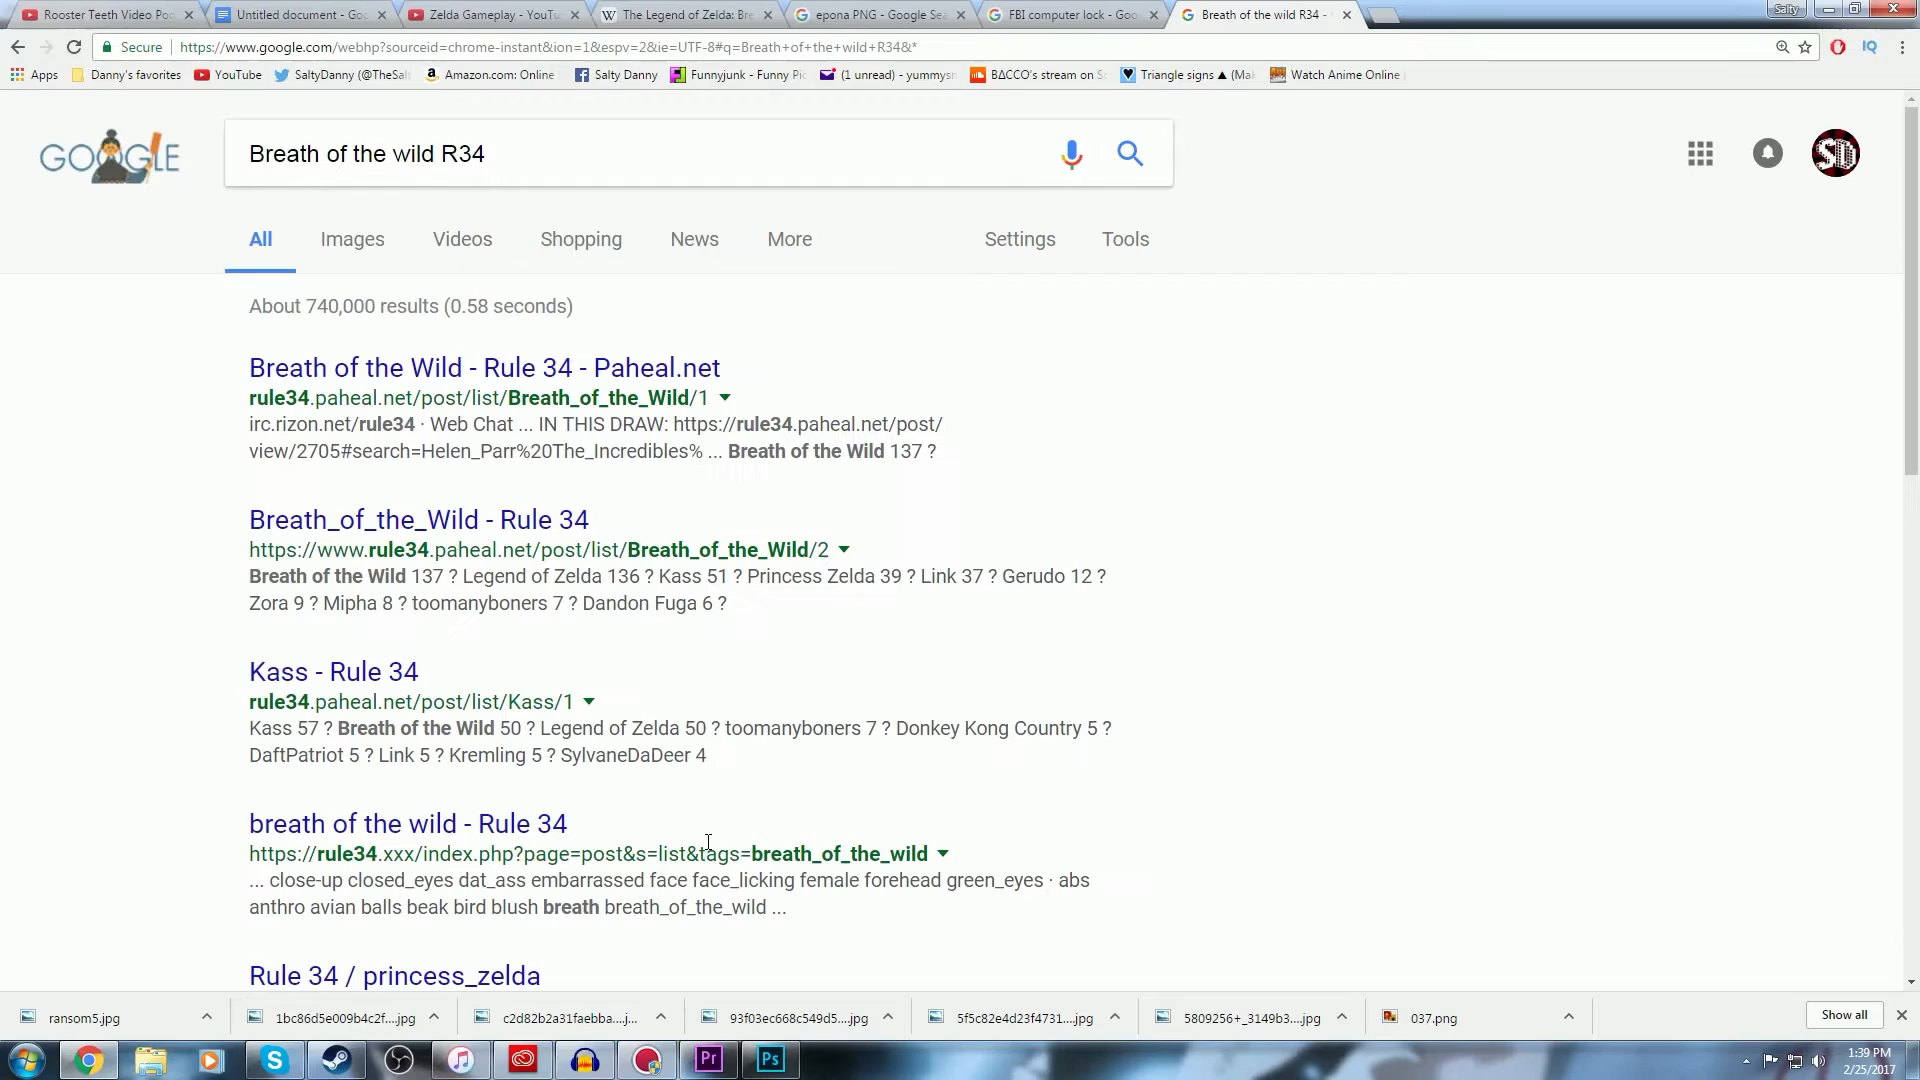 Rooster Teeth Video Pod
Untitled document - Goo
Zelda Gameplay - YouTu
The Legend of Zelda: Bre
epona PNG - Google Sea
FBI computer lock - Goo
Breath of the wild R34 -
Salty
Secure
https://www.google.com/webhp?sourceid=chrome-instant&ion=1&espv=2&ie=UTF-8#q=Breath+of+the+wild+R34&*
Apps
Danny's favorites
YouTube
SaltyDanny (@TheSal
Amazon.com: Online
Salty Danny
Funnyjunk - Funny Pic
(1 unread) - yummysm
BΔCCO's stream on S
Triangle signs ▲ (Mak
Watch Anime Online
GOOGLE
Breath of the wild R34
SD
All Images Videos Shopping News More Settings Tools
About 740,000 results (0.58 seconds)
Breath of the Wild - Rule 34 - Paheal.net
rule34.paheal.net/post/list/Breath_of_the_Wild/1
irc.rizon.net/rule34 · Web Chat ... IN THIS DRAW: https://rule34.paheal.net/post/
view/2705#search=Helen_Parr%20The_Incredibles% ... Breath of the Wild 137 ?
Breath_of_the_Wild - Rule 34
https://www.rule34.paheal.net/post/list/Breath_of_the_Wild/2
Breath of the Wild 137 ? Legend of Zelda 136 ? Kass 51 ? Princess Zelda 39 ? Link 37 ? Gerudo 12 ?
Zora 9 ? Mipha 8 ? toomanyboners 7 ? Dandon Fuga 6 ?
Kass - Rule 34
rule34.paheal.net/post/list/Kass/1
Kass 57 ? Breath of the Wild 50 ? Legend of Zelda 50 ? toomanyboners 7 ? Donkey Kong Country 5 ?
DaftPatriot 5 ? Link 5 ? Kremling 5 ? SylvaneDaDeer 4
breath of the wild - Rule 34
https://rule34.xxx/index.php?page=post&s=list&tags=breath_of_the_wild
... close-up closed_eyes dat_ass embarrassed face face_licking female forehead green_eyes · abs
anthro avian balls beak bird blush breath breath_of_the_wild ...
Rule 34 / princess_zelda
ransom5.jpg
1bc86d5e009b4c2f....jpg
c2d82b2a31faebba....j...
93f03ec668c549d5....jpg
5f5c82e4d23f4731....jpg
5809256+_3149b3....jpg
037.png
Show all
Pr
Ps
1:39 PM
2/25/2017